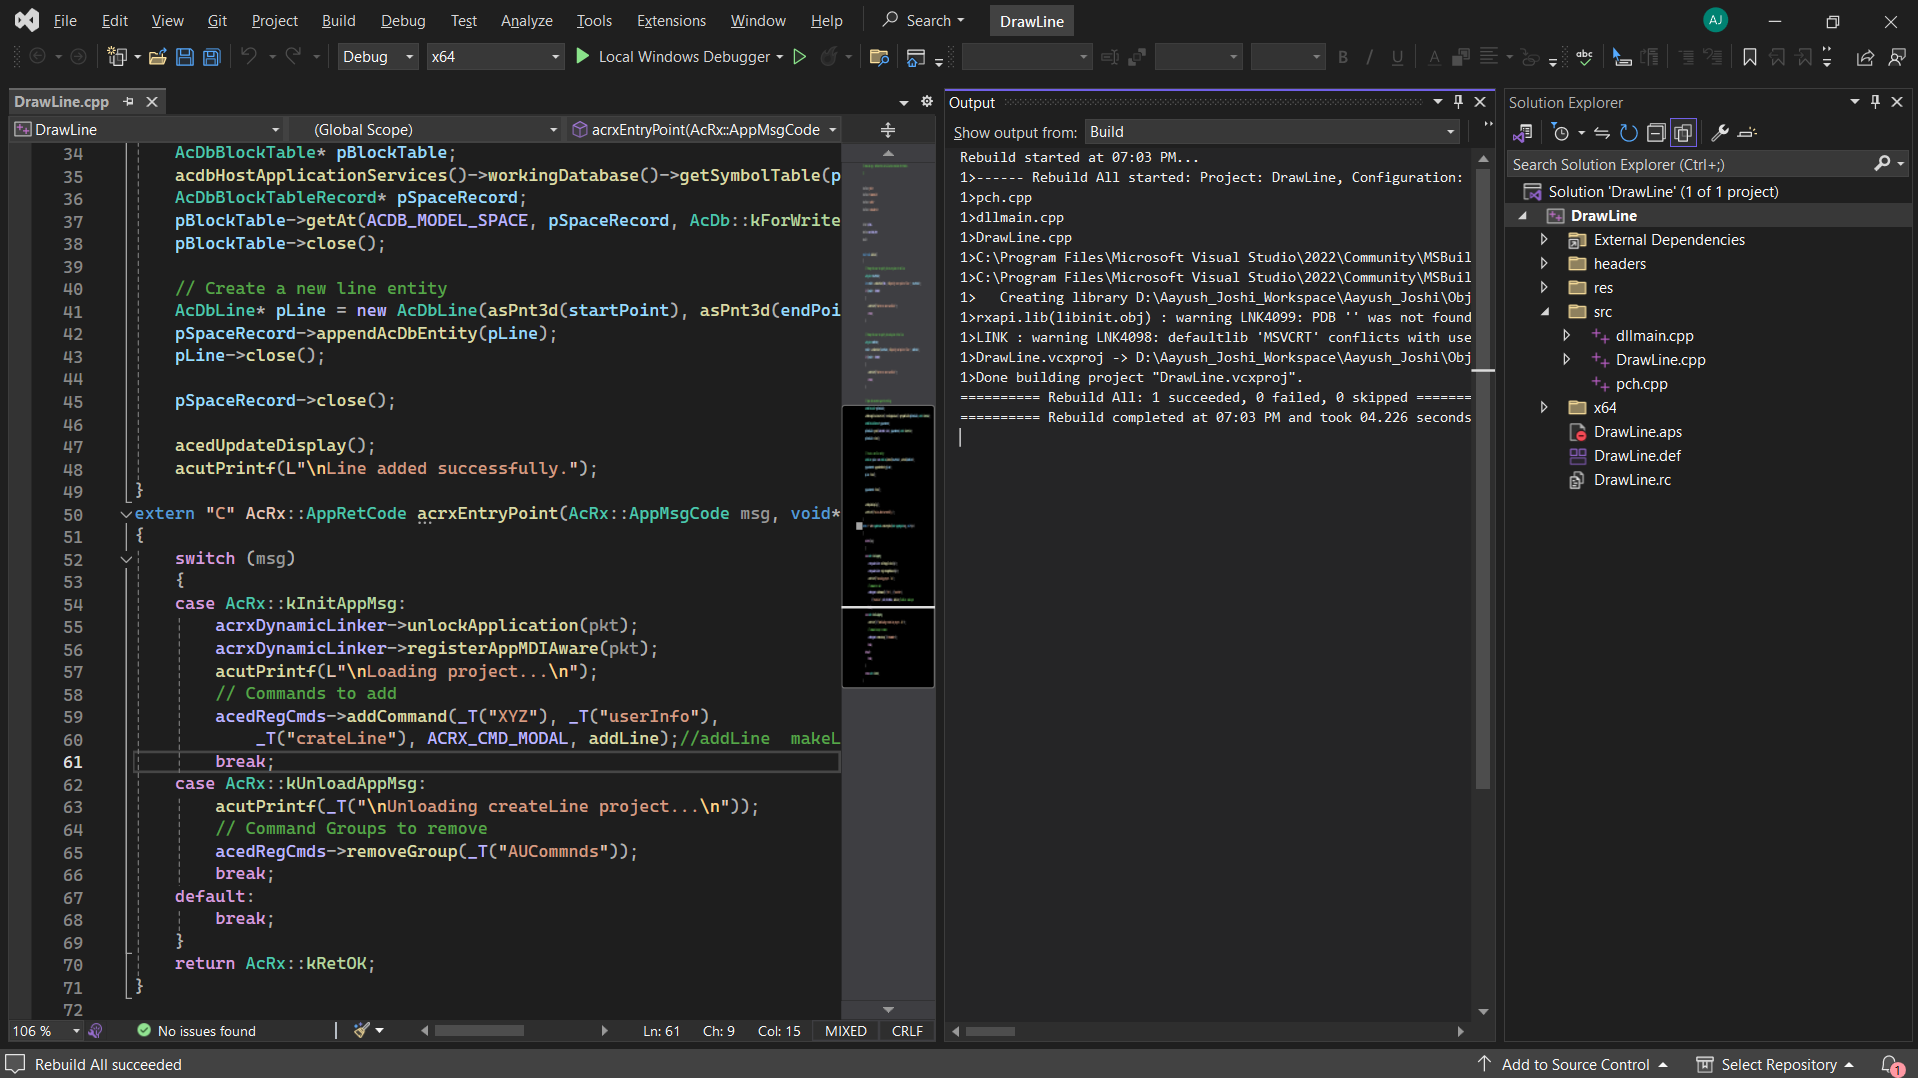 File Edit View Git Project Build Debug Test Analyze Tools Extensions Window Help Search DrawLine AJ
Debug x64 Local Windows Debugger B I U A abc
DrawLine.cpp
DrawLine (Global Scope) acrxEntryPoint(AcRx::AppMsgCode
34 AcDbBlockTable* pBlockTable;
35 acdbHostApplicationServices()->workingDatabase()->getSymbolTable(p
36 AcDbBlockTableRecord* pSpaceRecord;
37 pBlockTable->getAt(ACDB_MODEL_SPACE, pSpaceRecord, AcDb::kForWrite
38 pBlockTable->close();
39
40 // Create a new line entity
41 AcDbLine* pLine = new AcDbLine(asPnt3d(startPoint), asPnt3d(endPoi
42 pSpaceRecord->appendAcDbEntity(pLine);
43 pLine->close();
44
45 pSpaceRecord->close();
46
47 acedUpdateDisplay();
48 acutPrintf(L"\nLine added successfully.");
49 }
50 extern "C" AcRx::AppRetCode acrxEntryPoint(AcRx::AppMsgCode msg, void*
51 {
52 switch (msg)
53 {
54 case AcRx::kInitAppMsg:
55 acrxDynamicLinker->unlockApplication(pkt);
56 acrxDynamicLinker->registerAppMDIAware(pkt);
57 acutPrintf(L"\nLoading project...\n");
58 // Commands to add
59 acedRegCmds->addCommand(_T("XYZ"), _T("userInfo"),
60 _T("crateLine"), ACRX_CMD_MODAL, addLine);//addLine makeL
61 break;
62 case AcRx::kUnloadAppMsg:
63 acutPrintf(_T("\nUnloading createLine project...\n"));
64 // Command Groups to remove
65 acedRegCmds->removeGroup(_T("AUCommnds"));
66 break;
67 default:
68 break;
69 }
70 return AcRx::kRetOK;
71 }
72
106 % No issues found Ln: 61 Ch: 9 Col: 15 MIXED CRLF
Output
Show output from: Build
Rebuild started at 07:03 PM...
1>------ Rebuild All started: Project: DrawLine, Configuration:
1>pch.cpp
1>dllmain.cpp
1>DrawLine.cpp
1>C:\Program Files\Microsoft Visual Studio\2022\Community\MSBuil
1>C:\Program Files\Microsoft Visual Studio\2022\Community\MSBuil
1>   Creating library D:\Aayush_Joshi_Workspace\Aayush_Joshi\Obj
1>rxapi.lib(libinit.obj) : warning LNK4099: PDB '' was not found
1>LINK : warning LNK4098: defaultlib 'MSVCRT' conflicts with use
1>DrawLine.vcxproj -> D:\Aayush_Joshi_Workspace\Aayush_Joshi\Obj
1>Done building project "DrawLine.vcxproj".
========== Rebuild All: 1 succeeded, 0 failed, 0 skipped =======
========== Rebuild completed at 07:03 PM and took 04.226 seconds
Solution Explorer
Search Solution Explorer (Ctrl+;)
Solution 'DrawLine' (1 of 1 project)
DrawLine
External Dependencies
headers
res
src
dllmain.cpp
DrawLine.cpp
pch.cpp
x64
DrawLine.aps
DrawLine.def
DrawLine.rc
Rebuild All succeeded Add to Source Control Select Repository 1